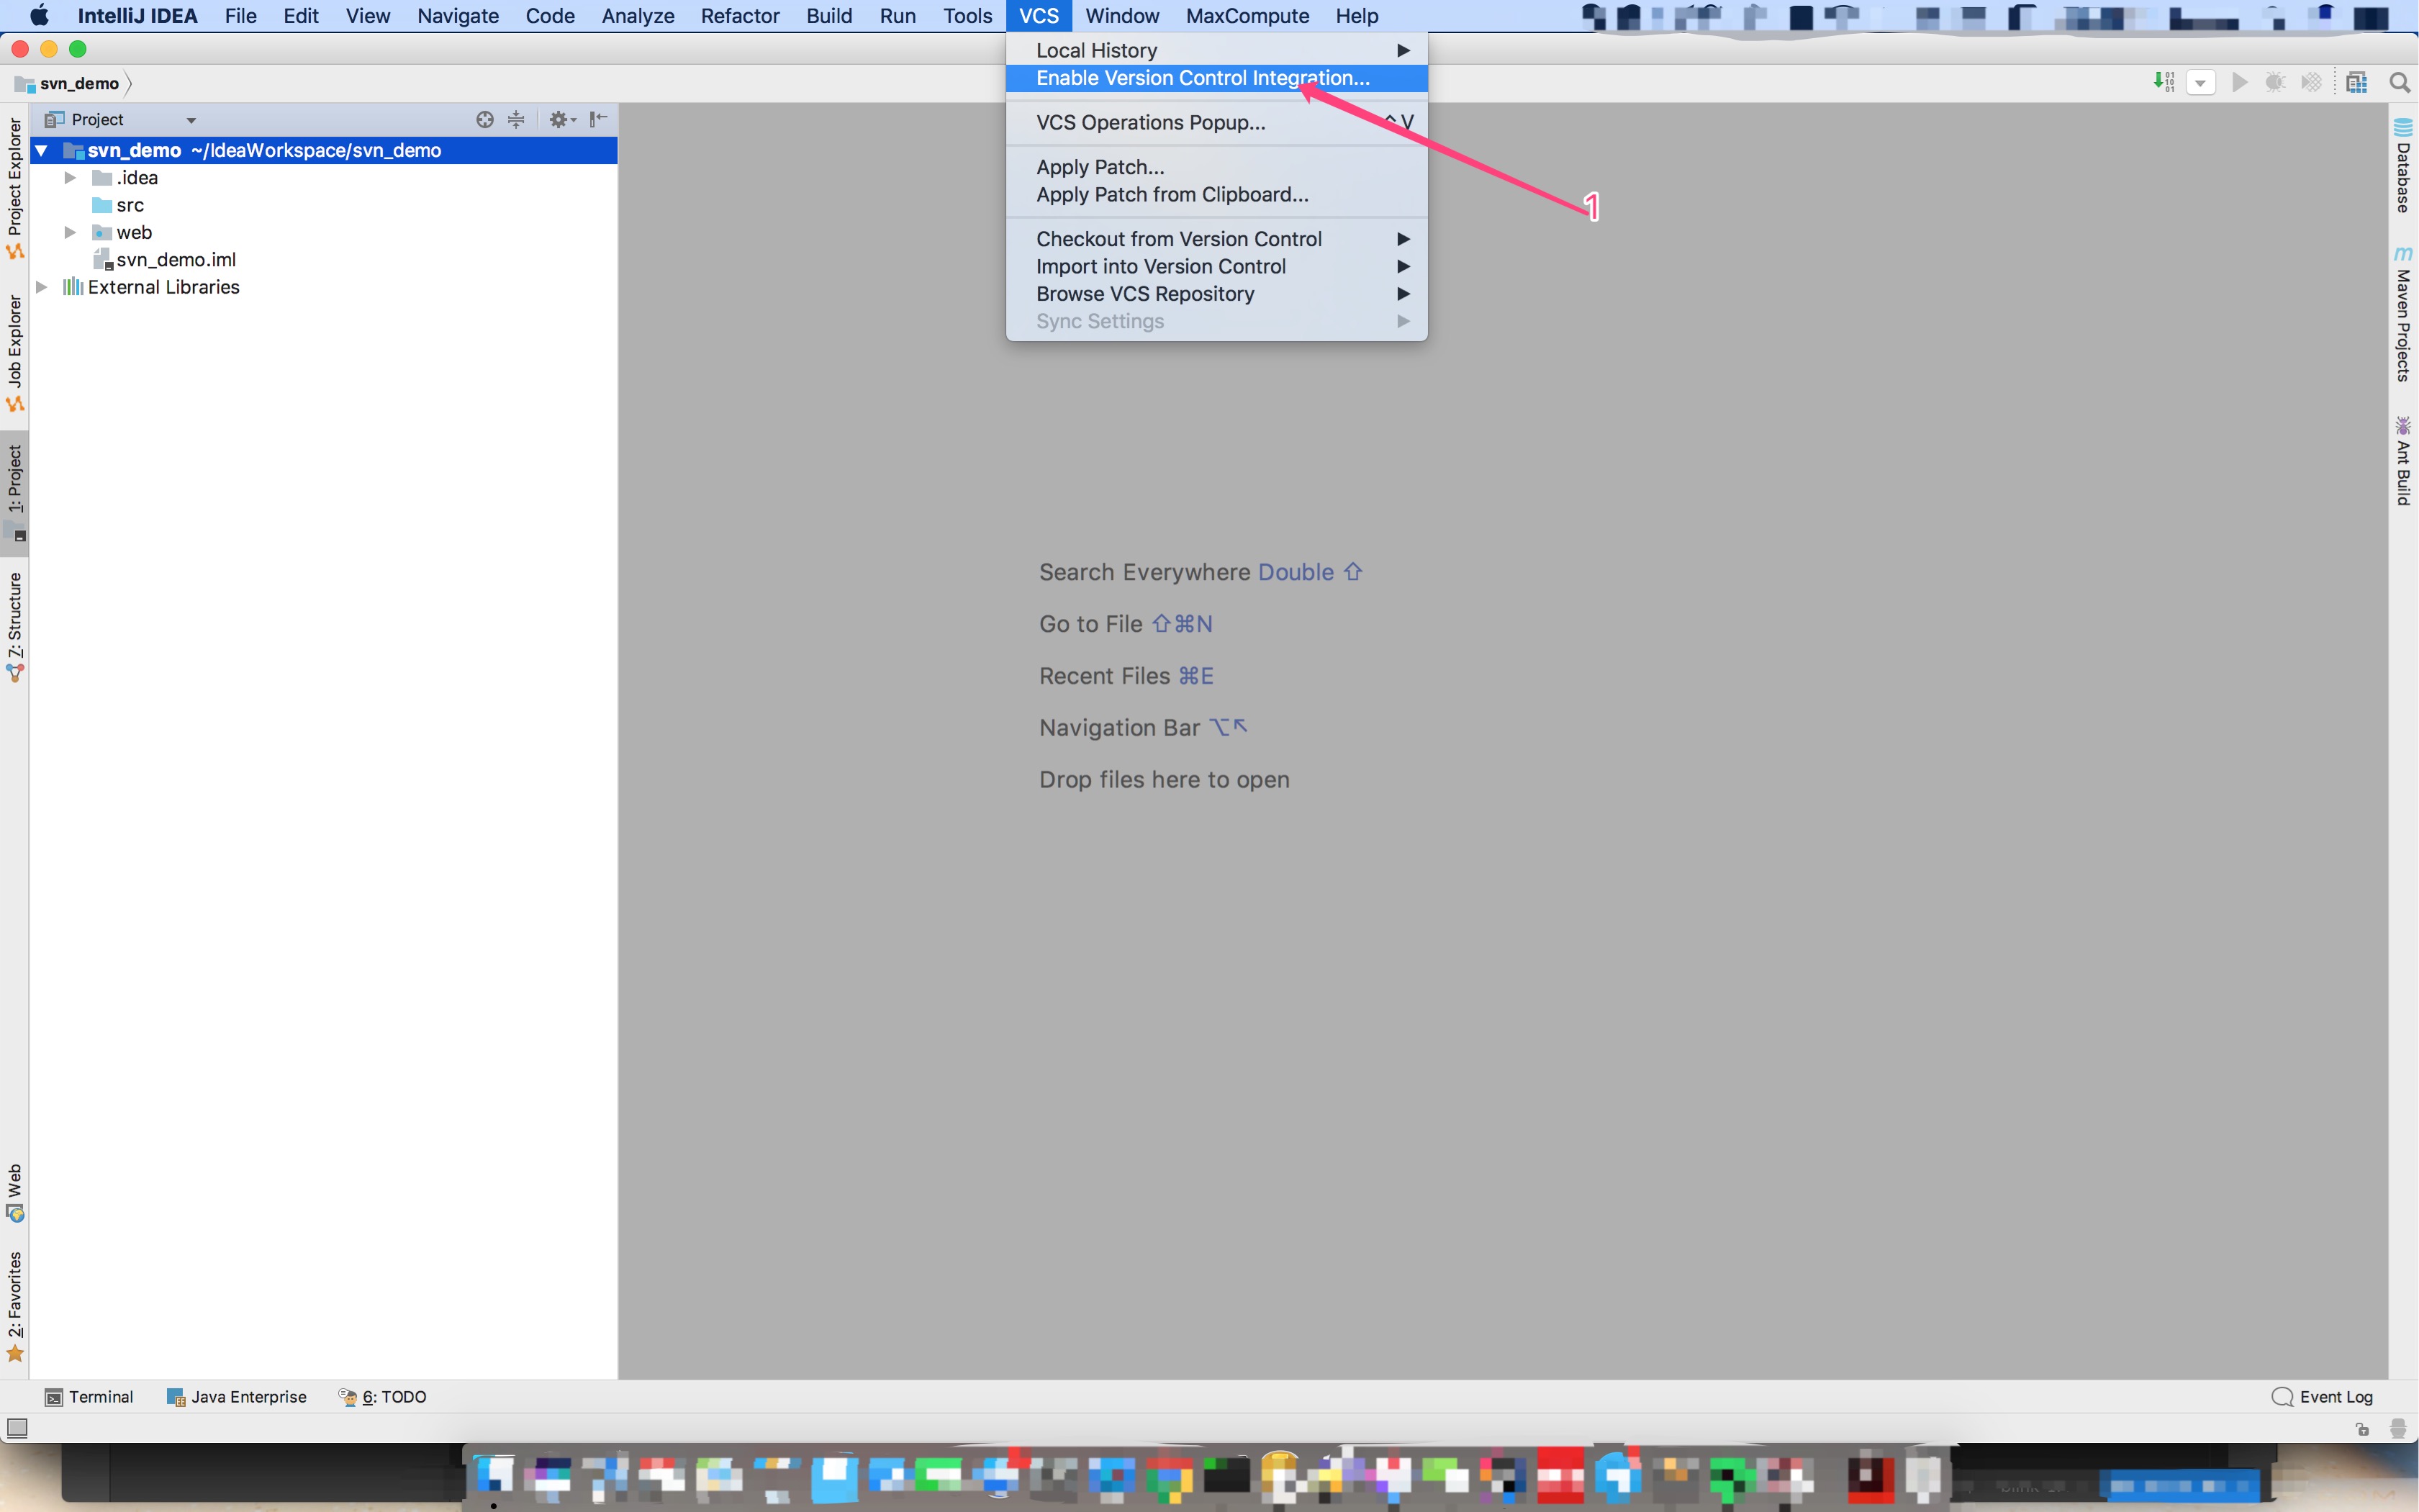 IntelliJ IDEA File Edit View Navigate Code Analyze Refactor Build Run Tools VCS Window MaxCompute Help
svn_demo
Project
svn_demo ~/IdeaWorkspace/svn_demo
.idea
src
web
svn_demo.iml
External Libraries
Local History
Enable Version Control Integration...
VCS Operations Popup... ^V
Apply Patch...
Apply Patch from Clipboard...
Checkout from Version Control
Import into Version Control
Browse VCS Repository
Sync Settings
1
Search Everywhere Double ⇧
Go to File ⇧⌘N
Recent Files ⌘E
Navigation Bar ⌥↖
Drop files here to open
Project Explorer
Job Explorer
1: Project
7: Structure
Web
2: Favorites
Database
Maven Projects
Ant Build
Terminal Java Enterprise 6: TODO Event Log